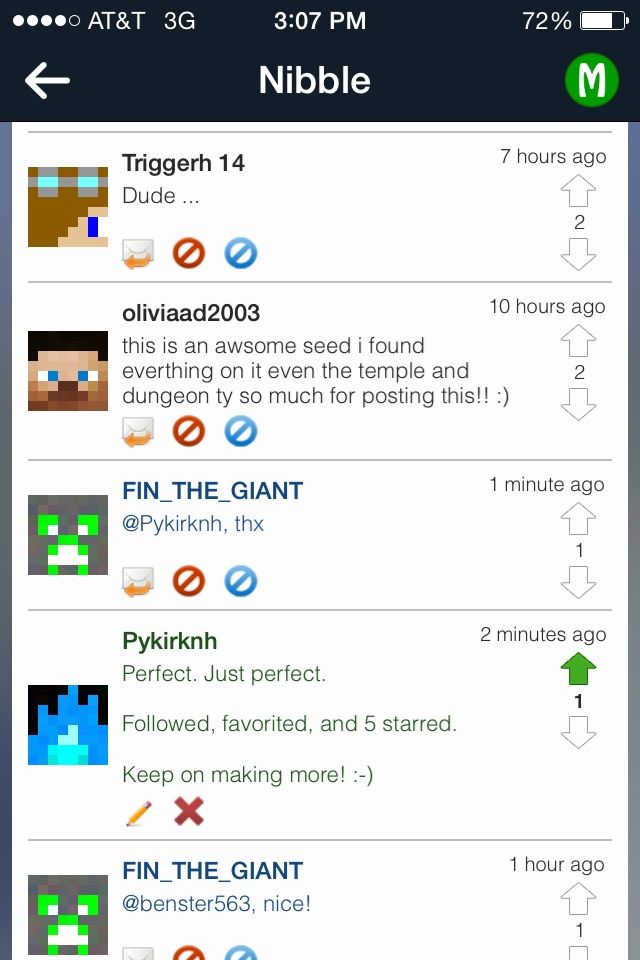 AT&T 3G 3:07 PM 72%
Nibble M
Triggerh 14 7 hours ago
Dude ...
2
oliviaad2003 10 hours ago
this is an awsome seed i found
everthing on it even the temple and
dungeon ty so much for posting this!! :)
2
FIN_THE_GIANT 1 minute ago
@Pykirknh, thx
1
Pykirknh 2 minutes ago
Perfect. Just perfect.
1
Followed, favorited, and 5 starred.
Keep on making more! :-)
FIN_THE_GIANT 1 hour ago
@benster563, nice!
1